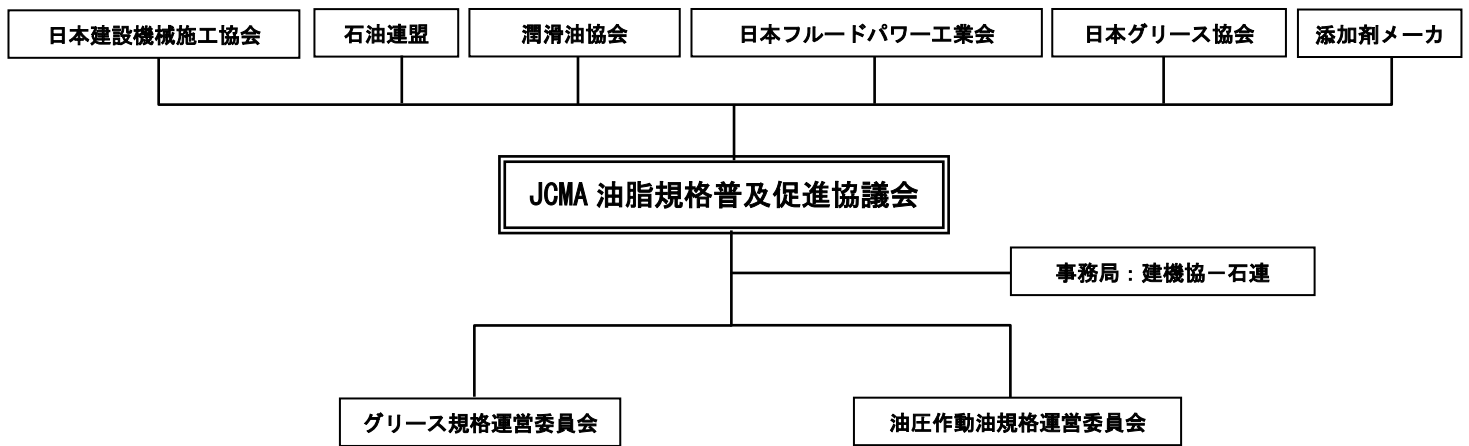 日本建設機械施工協会
石油連盟
潤滑油協会
日本フルードパワー工業会
日本グリース協会
添加剤メーカ
JCMA 油脂規格普及促進協議会
事務局：建機協－石連
グリース規格運営委員会
油圧作動油規格運営委員会